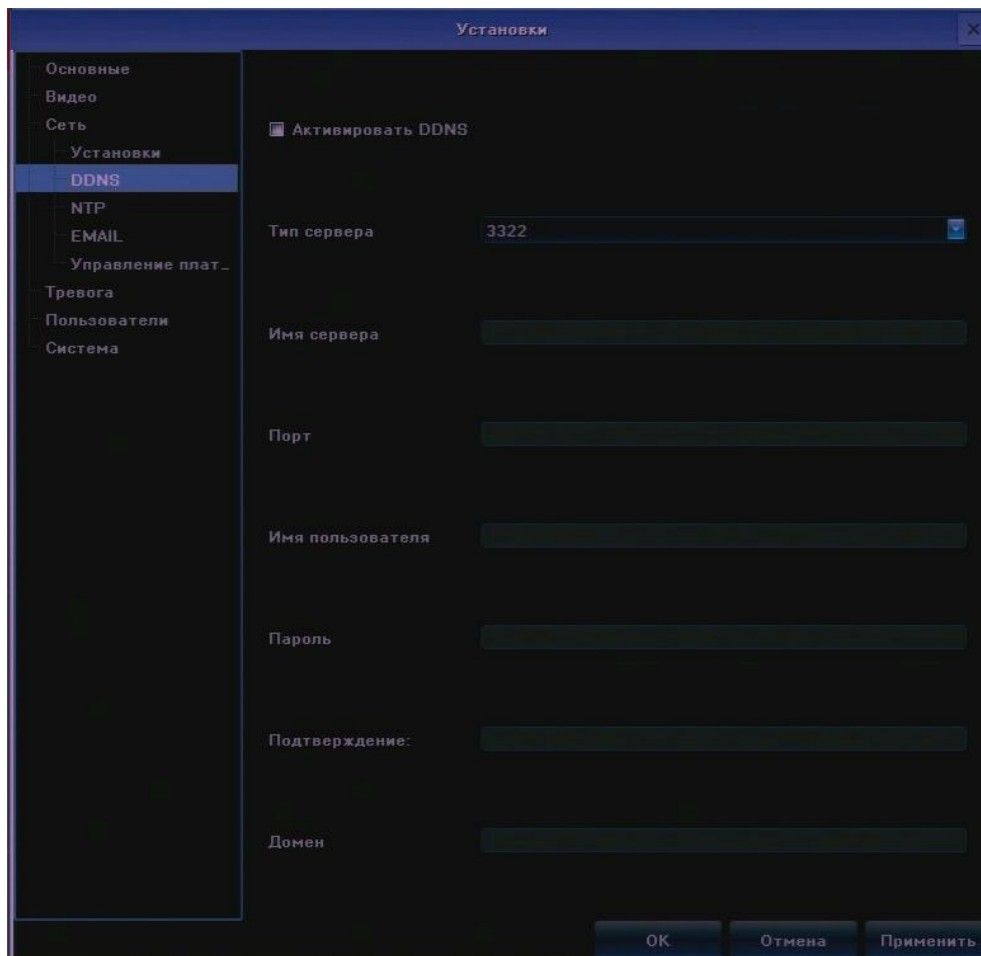 Установки
Основные
Видео
Сеть
Установки
DDNS
NTP
EMAIL
Управление плат_
Тревога
Пользователи
Система
Активировать DDNS
Тип сервера 3322
Имя сервера
Порт
Имя пользователя
Пароль
Подтверждение:
Домен
OK Отмена Применить